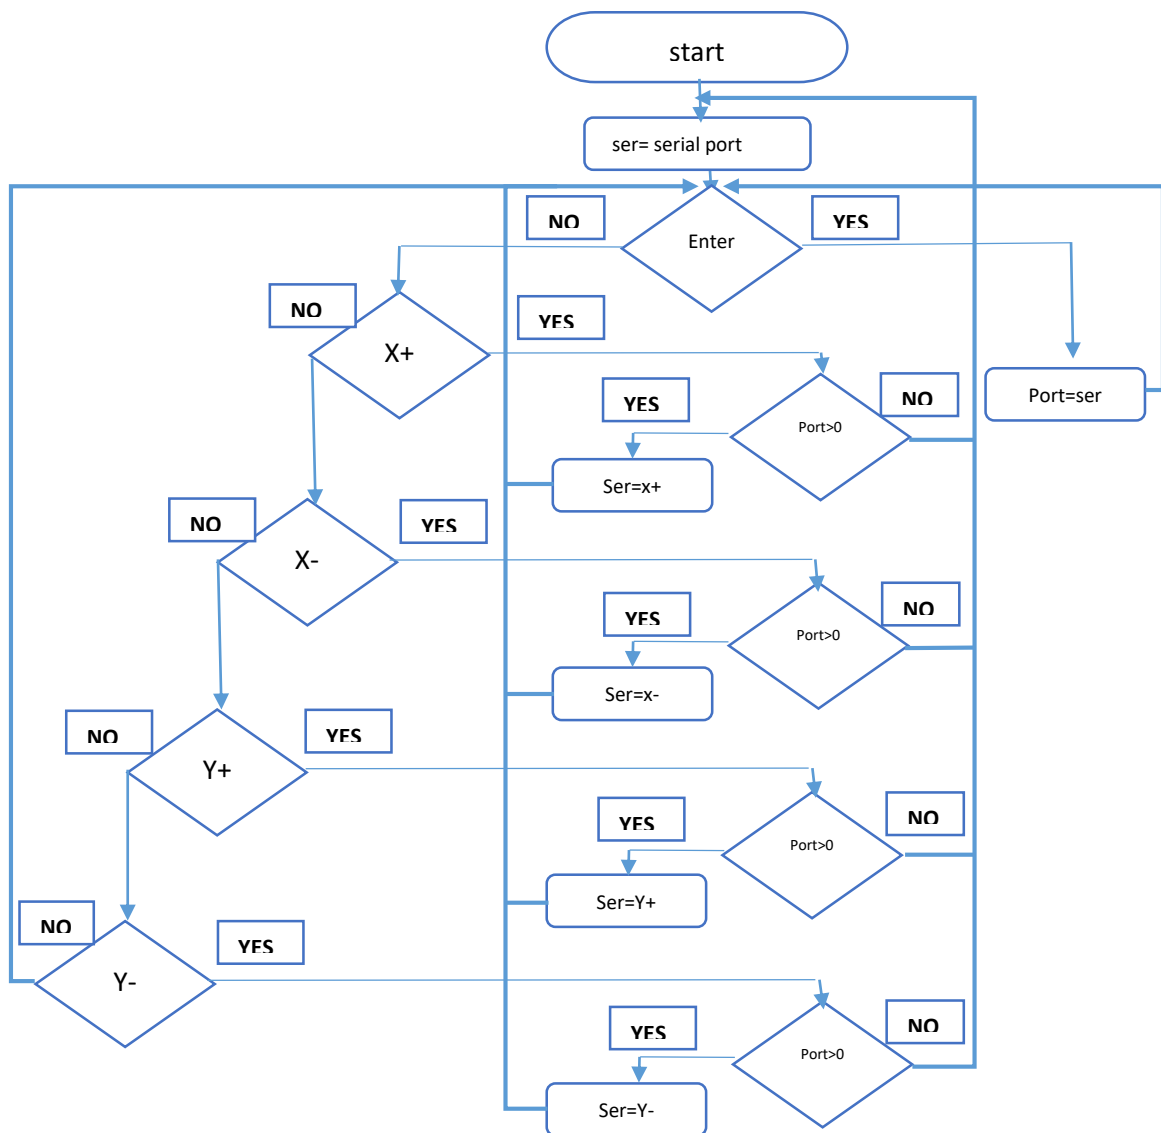 start
ser= serial port
NO
YES
Enter
NO
YES
X+
YES
NO
Port>0
Port=ser
Ser=x+
NO
YES
X-
YES
NO
Port>0
Ser=x-
NO
YES
Y+
YES
NO
Port>0
Ser=Y+
NO
YES
Y-
YES
NO
Port>0
Ser=Y-